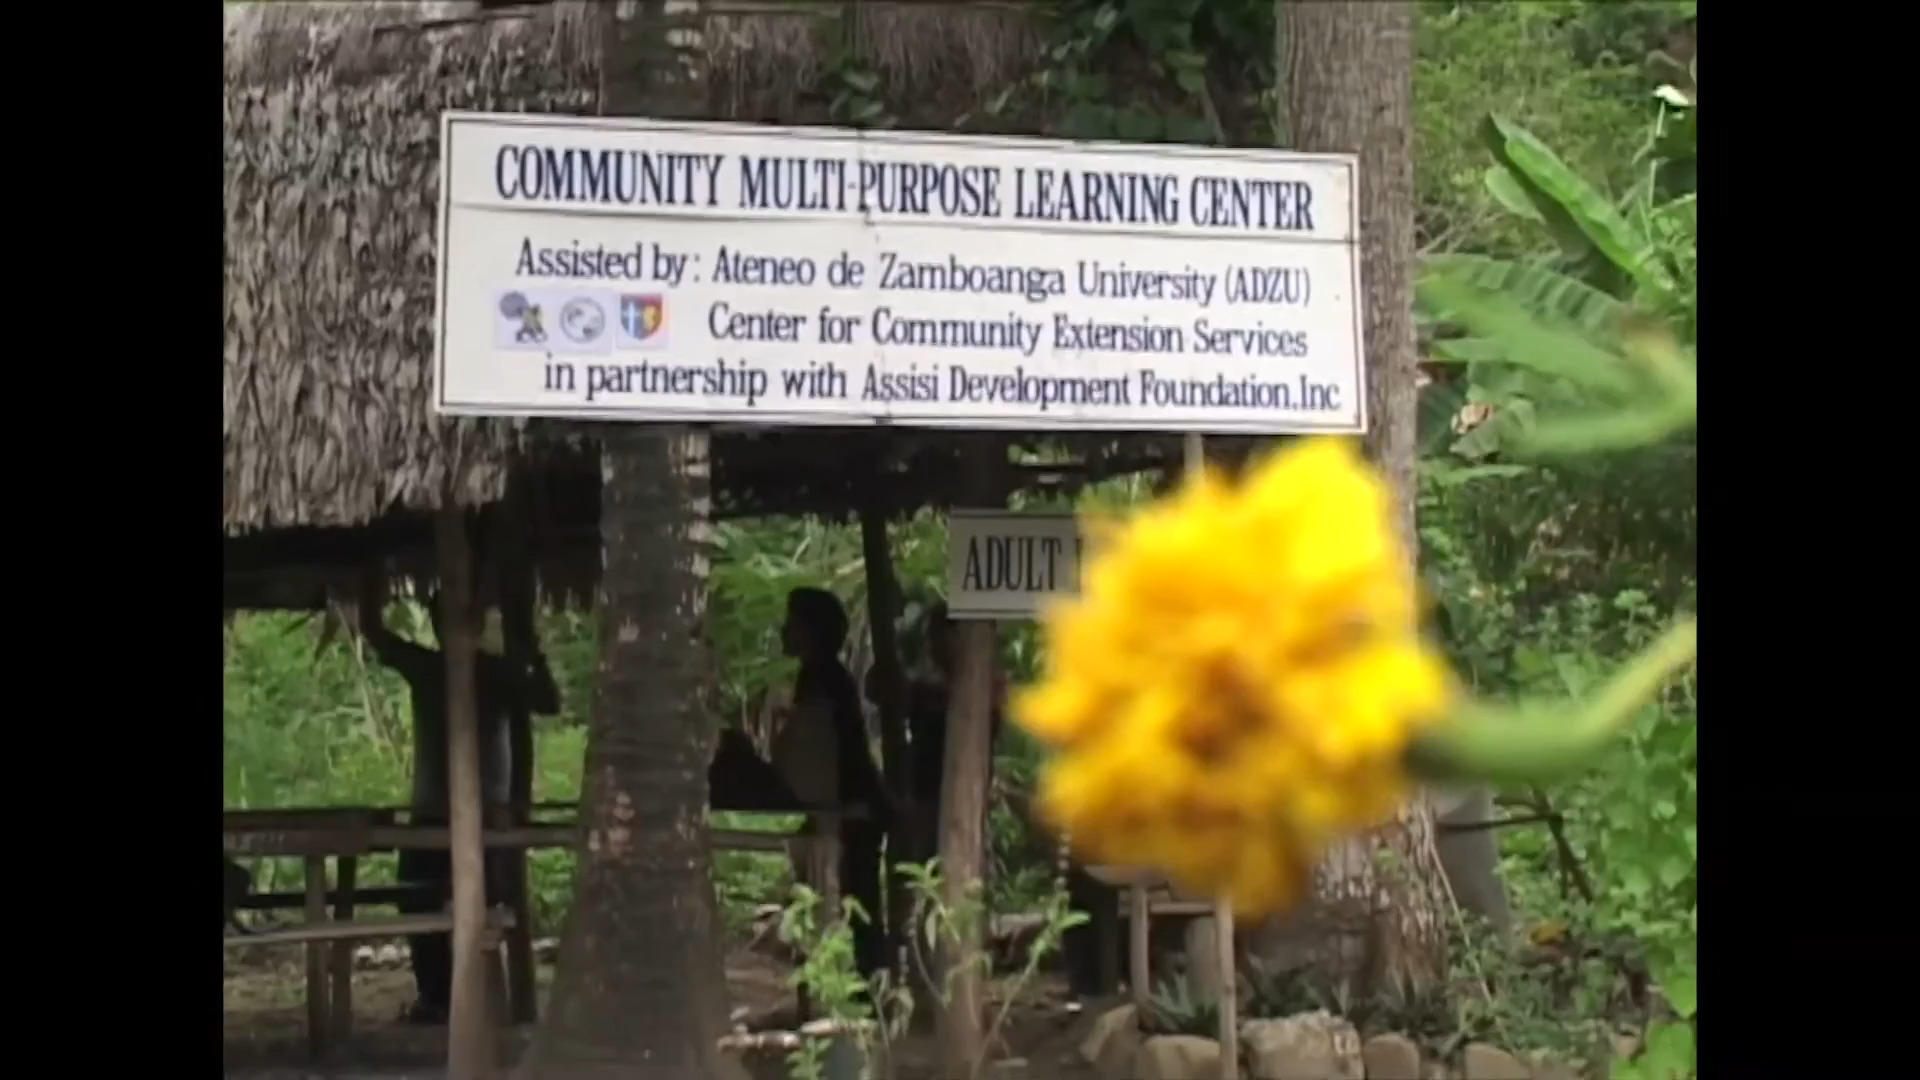 COMMUNITY MULTI-PURPOSE LEARNING CENTER
Assisted by: Ateneo de Zamboanga University (ADZU)
Center for Community Extension Services
in partnership with Assisi Development Foundation,Inc
ADULT